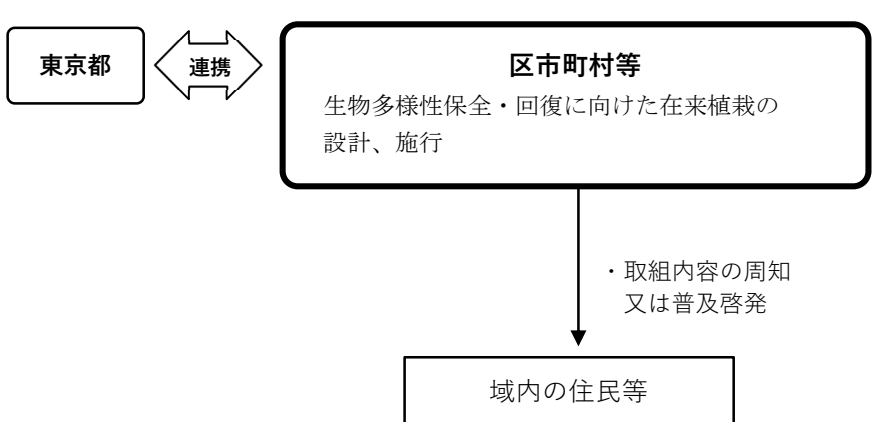 東京都
連携
区市町村等
生物多様性保全・回復に向けた在来植栽の
設計、施行
・取組内容の周知
又は普及啓発
域内の住民等